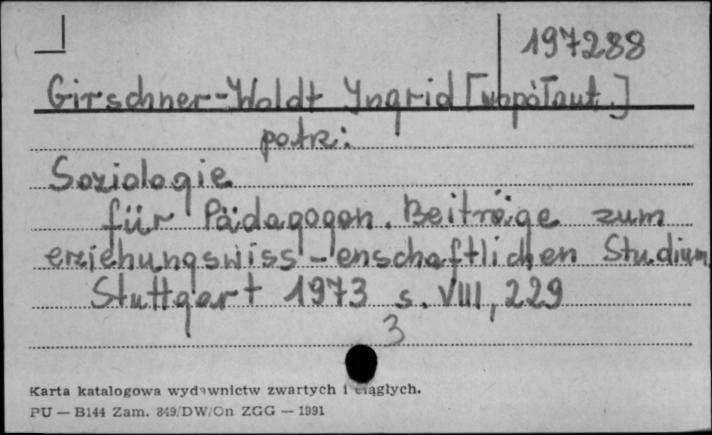 197288
Girschner-Woldt Yngrid [współaut.]
patrz:
Soziologie
für Pädagogen. Beiträge zum
erziehungswiss-enschaftlichen Studium
Stuttgart 1973 s. VIII, 229
3
Karta katalogowa wydawnictw zwartych i ciągłych.
PU — B144 Zam. 849/DW/On ZGG — 1991